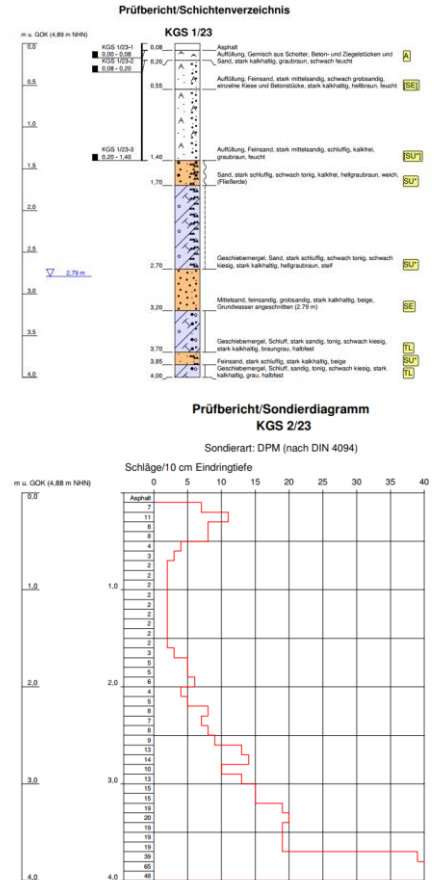 Prüfbericht/Schichtenverzeichnis
m u. GOK (4,89 m NHN)
KGS 1/23
0,0
KGS 1/23-1
0,00 - 0,08
KGS 1/23-2
0,08 - 0,20
0,08
Asphalt
0,20
Auffüllung, Gemisch aus Schotter, Beton- und Ziegelstücken und
Sand, stark kalkhaltig, graubraun, schwach feucht
A
0,5
0,55
Auffüllung, Feinsand, stark mittelsandig, schwach grobsandig,
einzelne Kiese und Betonstücke, stark kalkhaltig, hellbraun, feucht
[SE]
1,0
KGS 1/23-3
0,20 - 1,40
1,40
Auffüllung, Feinsand, stark mittelsandig, schluffig, kalkfrei,
graubraun, feucht
[SU*]
1,5
1,70
Sand, stark schluffig, schwach tonig, kalkfrei, hellgraubraun, weich,
(Fließerde)
SU*
2,0
2,5
2,70
Geschiebemergel, Sand, stark schluffig, schwach tonig, schwach
kiesig, stark kalkhaltig, hellgraubraun, steif
SU*
2,79 m
3,0
3,20
Mittelsand, feinsandig, grobsandig, stark kalkhaltig, beige,
Grundwasser angeschnitten (2,79 m)
SE
3,5
3,70
Geschiebemergel, Schluff, stark sandig, tonig, schwach kiesig,
stark kalkhaltig, braungrau, halbfest
TL
3,85
Feinsand, stark schluffig, stark kalkhaltig, beige
SU*
4,0
4,00
Geschiebemergel, Schluff, sandig, tonig, schwach kiesig, stark
kalkhaltig, grau, halbfest
TL
Prüfbericht/Sondierdiagramm
KGS 2/23
Sondierart: DPM (nach DIN 4094)
Schläge/10 cm Eindringtiefe
m u. GOK (4,88 m NHN)
0 5 10 15 20 25 30 35 40
0,0 0,0
Asphalt
7
11
8
8
4
3
2
2
2
1,0 1,0
2
2
2
2
2
2
3
5
5
6
2,0 2,0
4
5
8
7
8
9
13
14
10
13
3,0 3,0
15
15
19
20
19
19
19
39
65
48
4,0 4,0